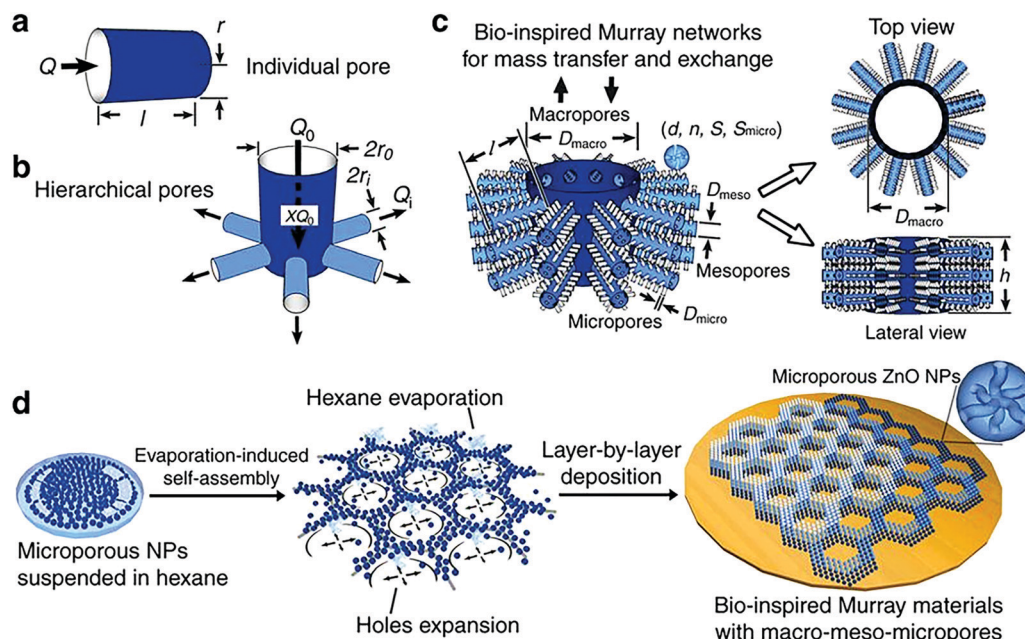 a
Q
r
l
Individual pore
b
Hierarchical pores
Q0
2r0
2ri
Qi
XQ0
c
Bio-inspired Murray networks
for mass transfer and exchange
Macropores
Dmacro
l
(d, n, S, Smicro)
Dmeso
Mesopores
Micropores
Dmicro
Top view
Dmacro
h
Lateral view
d
Microporous NPs
suspended in hexane
Evaporation-induced
self-assembly
Hexane evaporation
Holes expansion
Layer-by-layer
deposition
Microporous ZnO NPs
Bio-inspired Murray materials
with macro-meso-micropores